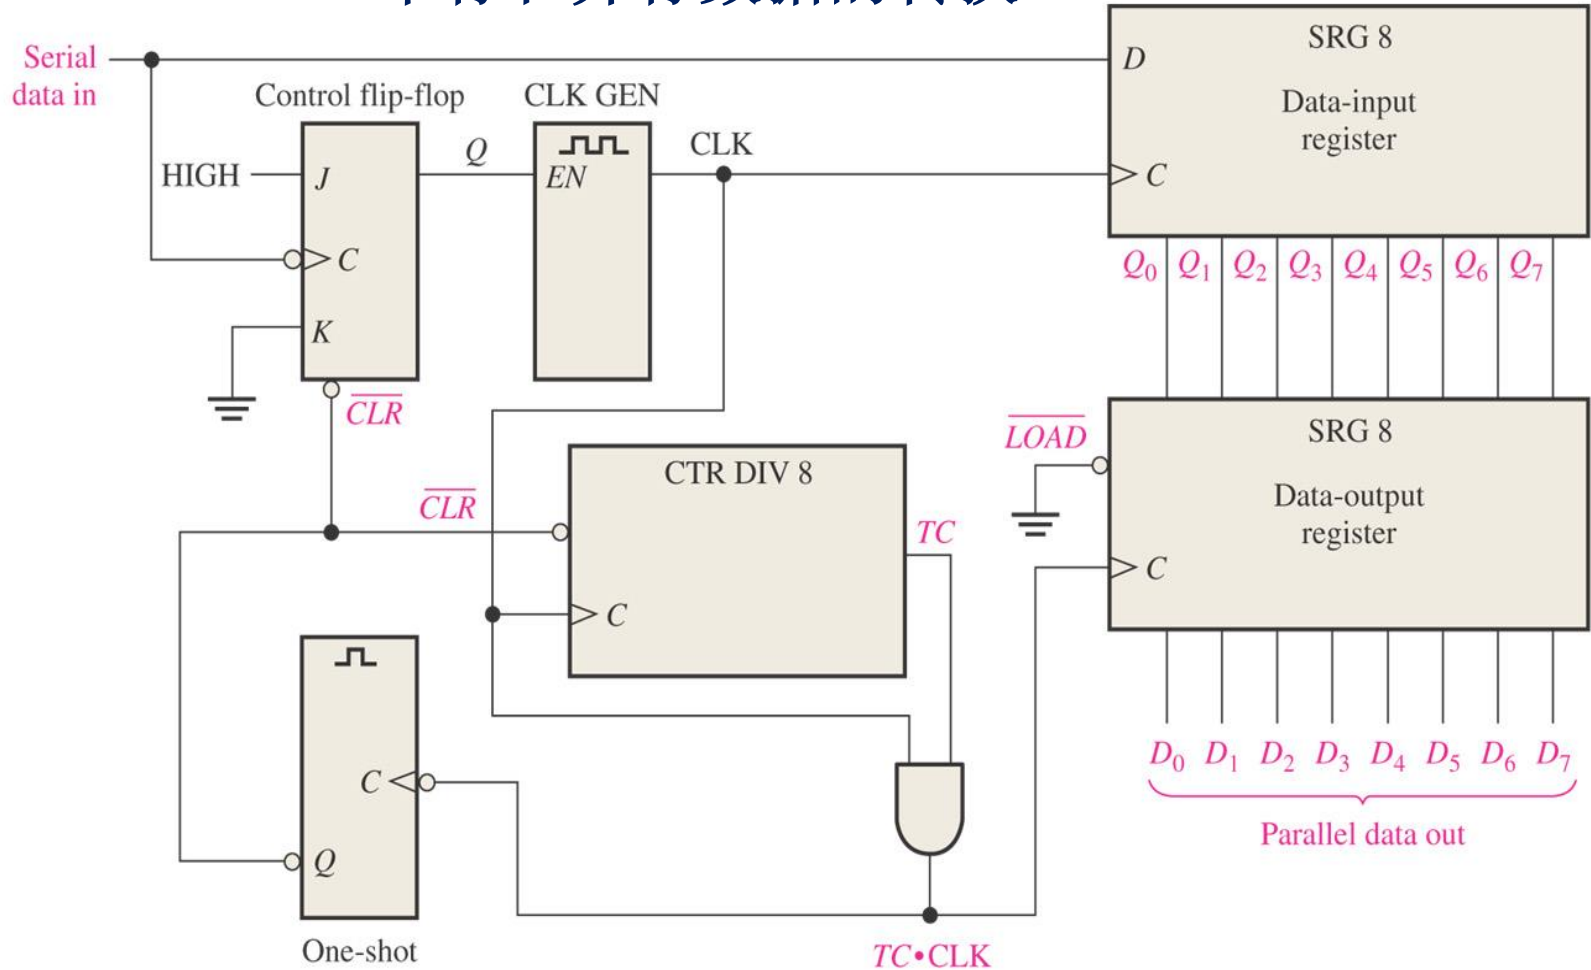 Serial
data in
Control flip-flop
CLK GEN
HIGH
J
C
K
Q
EN
CLK
CLR
D
SRG 8
Data-input
register
C
Q0 Q1 Q2 Q3 Q4 Q5 Q6 Q7
CLR
CTR DIV 8
C
TC
LOAD
SRG 8
Data-output
register
C
D0 D1 D2 D3 D4 D5 D6 D7
Parallel data out
C
Q
One-shot
TC•CLK